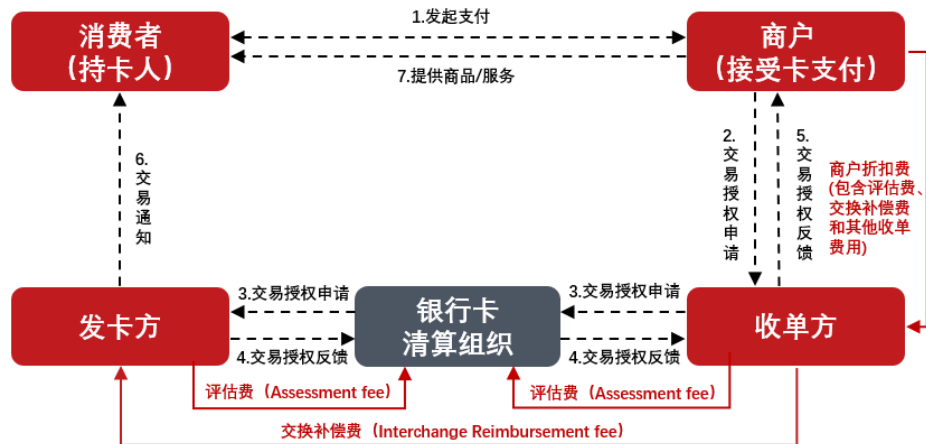 消费者
（持卡人）
1.发起支付
7.提供商品/服务
商户
（接受卡支付）
6.
交易通知
2.
交易授权申请
5.
交易授权反馈
商户折扣费
(包含评估费、
交换补偿费
和其他收单
费用)
发卡方
3.交易授权申请
4.交易授权反馈
银行卡
清算组织
3.交易授权申请
4.交易授权反馈
收单方
评估费（Assessment fee）
评估费（Assessment fee）
交换补偿费（Interchange Reimbursement fee）